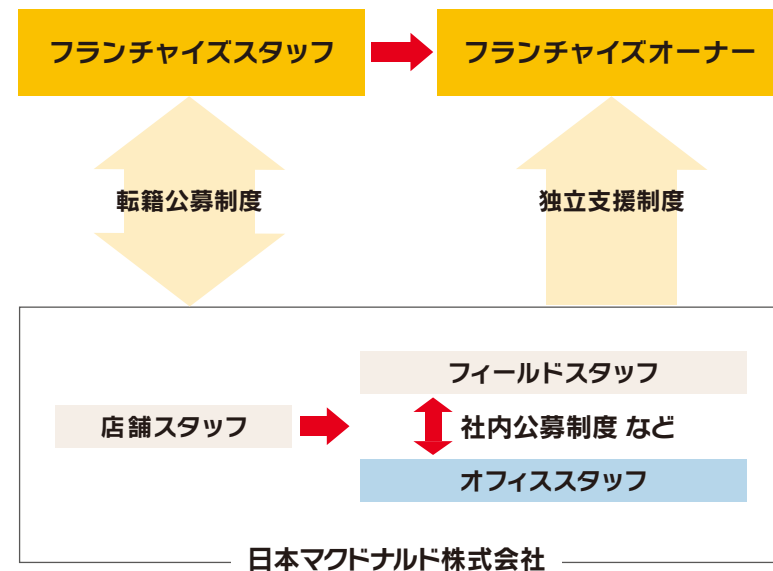 フランチャイズスタッフ
フランチャイズオーナー
転籍公募制度
独立支援制度
フィールドスタッフ
店舗スタッフ
社内公募制度 など
オフィススタッフ
日本マクドナルド株式会社